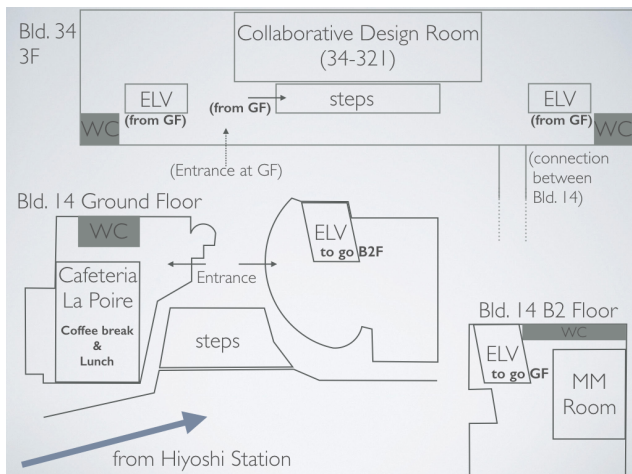 Bld. 34
3F
Collaborative Design Room
(34-321)
ELV
(from GF)
(from GF)
steps
ELV
(from GF)
WC
WC
(Entrance at GF)
(connection
between
Bld. 14)
Bld. 14 Ground Floor
WC
Cafeteria
La Poire
Coffee break
&
Lunch
Entrance
ELV
to go B2F
steps
Bld. 14 B2 Floor
WC
ELV
to go GF
MM
Room
from Hiyoshi Station